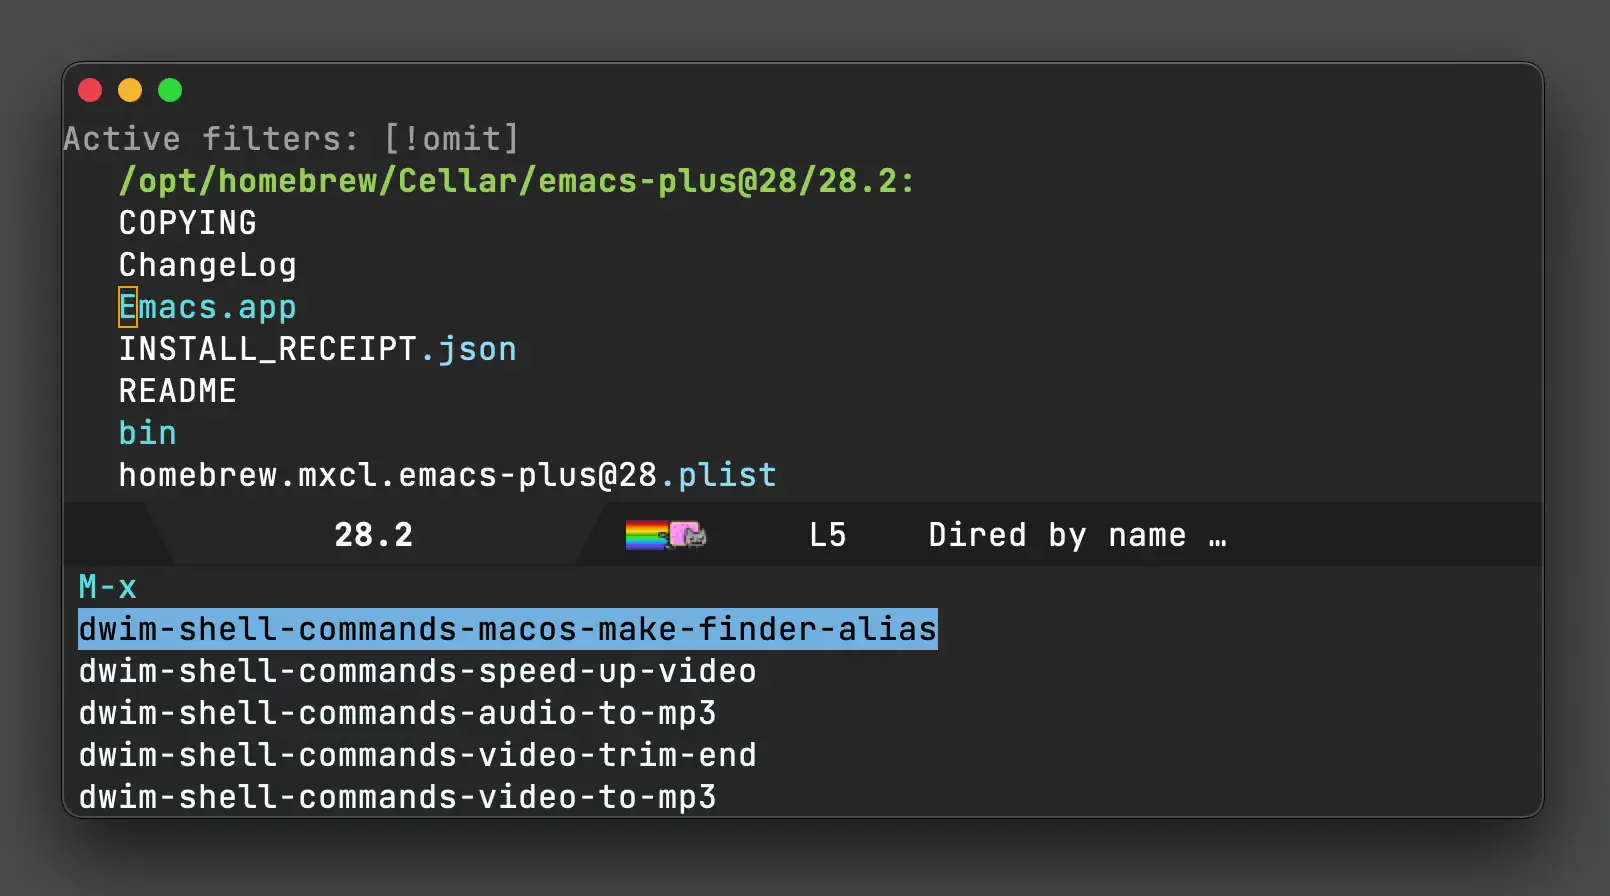 Active filters: [!omit]
/opt/homebrew/Cellar/emacs-plus@28/28.2:
COPYING
ChangeLog
Emacs.app
INSTALL_RECEIPT.json
README
bin
homebrew.mxcl.emacs-plus@28.plist
28.2 L5 Dired by name …
M-x
dwim-shell-commands-macos-make-finder-alias
dwim-shell-commands-speed-up-video
dwim-shell-commands-audio-to-mp3
dwim-shell-commands-video-trim-end
dwim-shell-commands-video-to-mp3